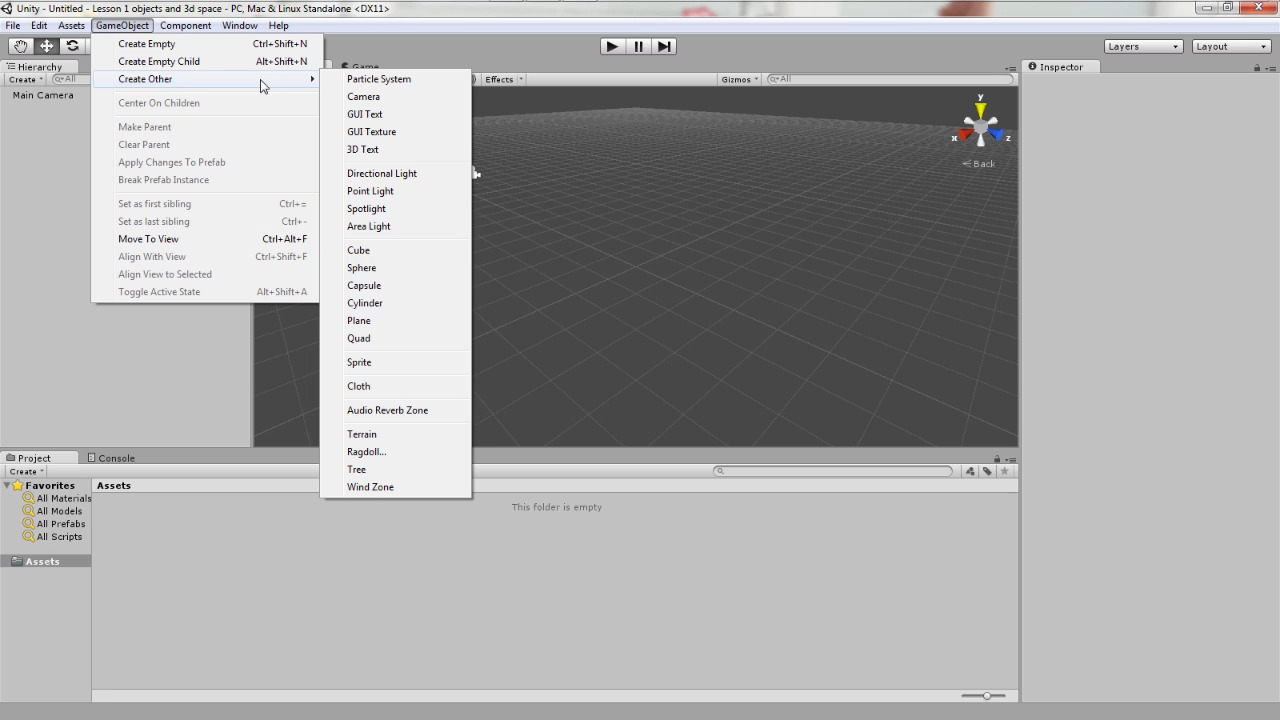 Unity - Untitled - Lesson 1 objects and 3d space - PC, Mac & Linux Standalone <DX11>
File Edit Assets GameObject Component Window Help
Create Empty Ctrl+Shift+N
Create Empty Child Alt+Shift+N
Create Other
Center On Children
Make Parent
Clear Parent
Apply Changes To Prefab
Break Prefab Instance
Set as first sibling Ctrl+=
Set as last sibling Ctrl+-
Move To View Ctrl+Alt+F
Align With View Ctrl+Shift+F
Align View to Selected
Toggle Active State Alt+Shift+A
Particle System
Camera
GUI Text
GUI Texture
3D Text
Directional Light
Point Light
Spotlight
Area Light
Cube
Sphere
Capsule
Cylinder
Plane
Quad
Sprite
Cloth
Audio Reverb Zone
Terrain
Ragdoll...
Tree
Wind Zone
Layers Layout
Hierarchy
Create All
Main Camera
Game
Effects Gizmos All
y
x z
Back
Inspector
Project Console
Create
Favorites
All Materials
All Models
All Prefabs
All Scripts
Assets
Assets
This folder is empty